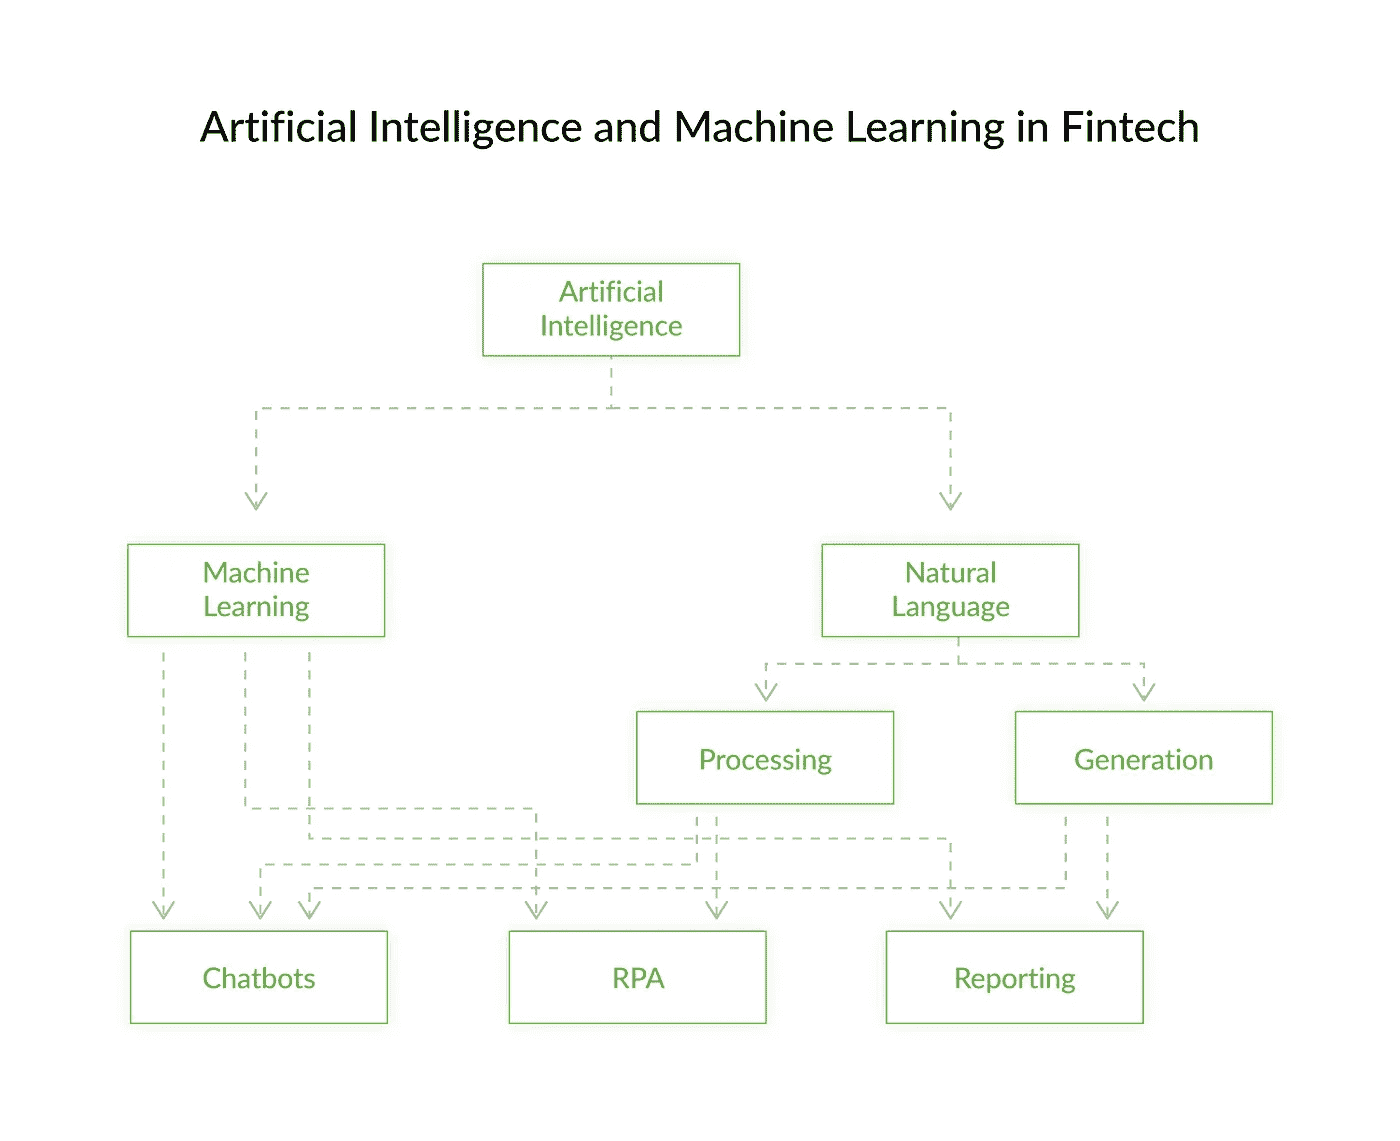 Artificial Intelligence and Machine Learning in Fintech
Artificial
Intelligence
Machine
Learning
Natural
Language
Processing
Generation
Chatbots
RPA
Reporting